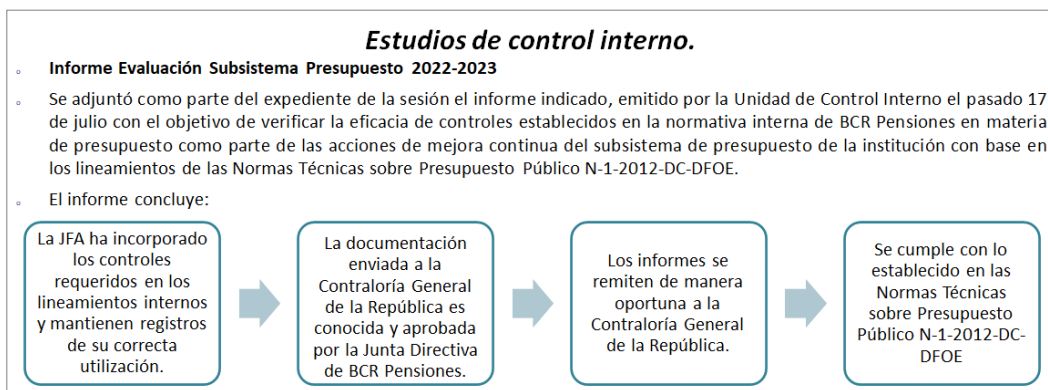 Estudios de control interno.
Informe Evaluación Subsistema Presupuesto 2022-2023
Se adjuntó como parte del expediente de la sesión el informe indicado, emitido por la Unidad de Control Interno el pasado 17
de julio con el objetivo de verificar la eficacia de controles establecidos en la normativa interna de BCR Pensiones en materia
de presupuesto como parte de las acciones de mejora continua del subsistema de presupuesto de la institución con base en
los lineamientos de las Normas Técnicas sobre Presupuesto Público N-1-2012-DC-DFOE.
El informe concluye:
La JFA ha incorporado
los controles
requeridos en los
lineamientos internos
y mantienen registros
de su correcta
utilización.
La documentación
enviada a la
Contraloría General
de la República es
conocida y aprobada
por la Junta Directiva
de BCR Pensiones.
Los informes se
remiten de manera
oportuna a la
Contraloría General
de la República.
Se cumple con lo
establecido en las
Normas Técnicas
sobre Presupuesto
Público N-1-2012-DC-
DFOE